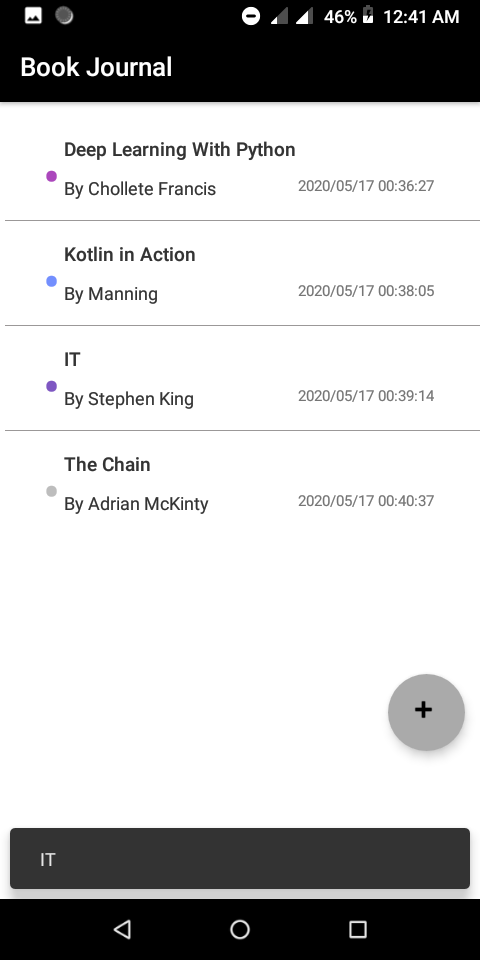 46% 12:41 AM
Book Journal
Deep Learning With Python
By Chollete Francis 2020/05/17 00:36:27
Kotlin in Action
By Manning 2020/05/17 00:38:05
IT
By Stephen King 2020/05/17 00:39:14
The Chain
By Adrian McKinty 2020/05/17 00:40:37
+
IT